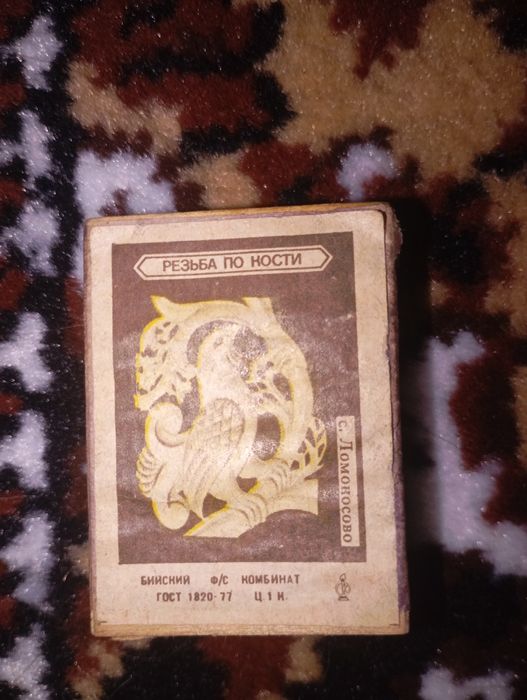 РЕЗЬБА ПО КОСТИ
с. Ломоносово
БИЙСКИЙ Ф/С КОМБИНАТ
ГОСТ 1820-77 Ц. 1 К.